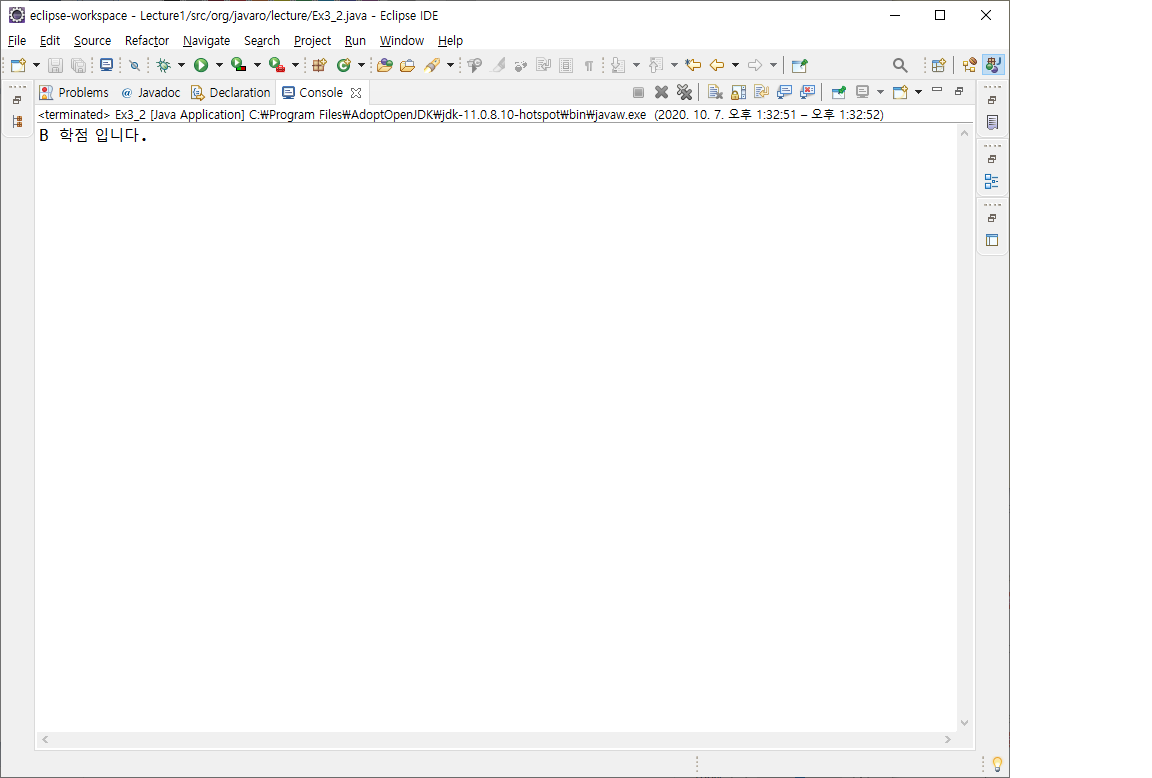 eclipse-workspace - Lecture1/src/org/javaro/lecture/Ex3_2.java - Eclipse IDE
File Edit Source Refactor Navigate Search Project Run Window Help
Problems @ Javadoc Declaration Console
<terminated> Ex3_2 [Java Application] C:₩Program Files₩AdoptOpenJDK₩jdk-11.0.8.10-hotspot₩bin₩javaw.exe (2020. 10. 7. 오후 1:32:51 – 오후 1:32:52)
B 학점 입니다.